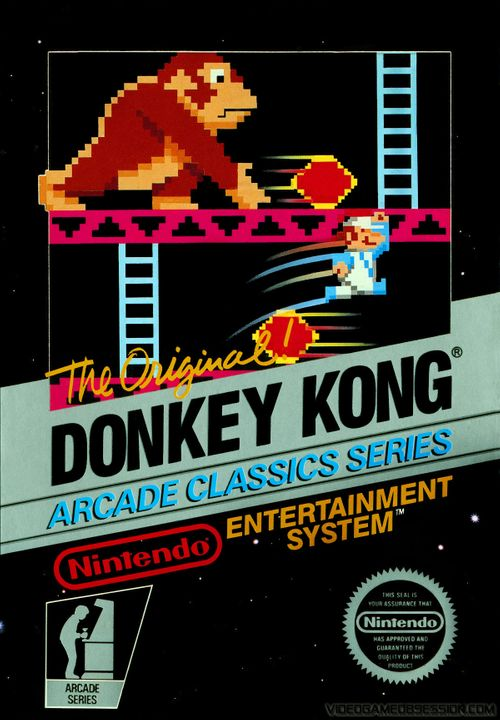 The Original!
DONKEY KONG®
ARCADE CLASSICS SERIES
Nintendo®
ENTERTAINMENT
SYSTEM™
ARCADE
SERIES
THIS SEAL IS
YOUR ASSURANCE THAT
Nintendo
HAS APPROVED AND
GUARANTEED THE
QUALITY OF THIS
PRODUCT
VIDEOGAMEOBSESSION.COM